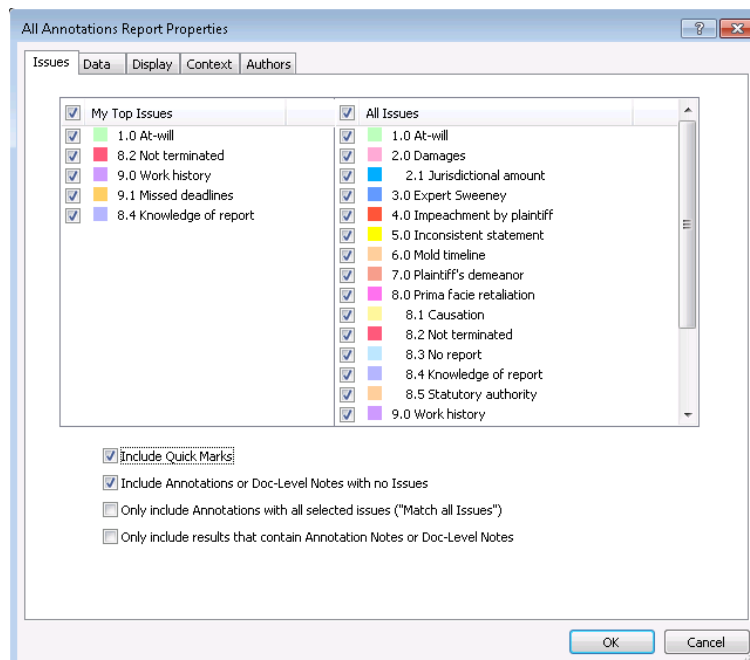 All Annotations Report Properties
Issues Data Display Context Authors
My Top Issues
1.0 At-will
8.2 Not terminated
9.0 Work history
9.1 Missed deadlines
8.4 Knowledge of report
All Issues
1.0 At-will
2.0 Damages
2.1 Jurisdictional amount
3.0 Expert Sweeney
4.0 Impeachment by plaintiff
5.0 Inconsistent statement
6.0 Mold timeline
7.0 Plaintiff's demeanor
8.0 Prima facie retaliation
8.1 Causation
8.2 Not terminated
8.3 No report
8.4 Knowledge of report
8.5 Statutory authority
9.0 Work history
Include Quick Marks
Include Annotations or Doc-Level Notes with no Issues
Only include Annotations with all selected issues ("Match all Issues")
Only include results that contain Annotation Notes or Doc-Level Notes
OK Cancel